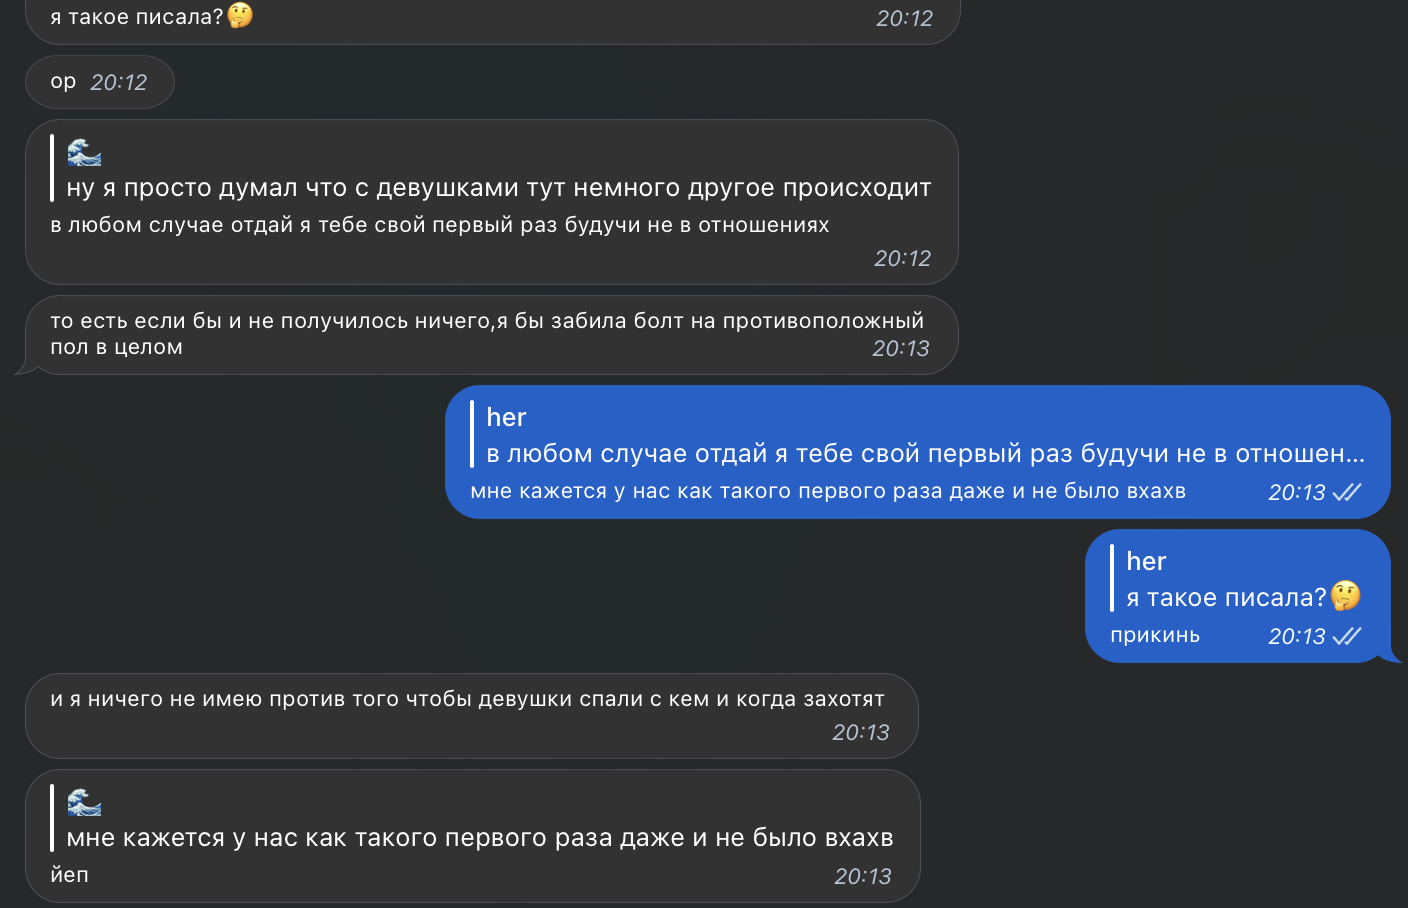 я такое писала?🤔 20:12
ор 20:12
🌊
ну я просто думал что с девушками тут немного другое происходит
в любом случае отдай я тебе свой первый раз будучи не в отношениях
20:12
то есть если бы и не получилось ничего,я бы забила болт на противоположный
пол в целом 20:13
her
в любом случае отдай я тебе свой первый раз будучи не в отношен...
мне кажется у нас как такого первого раза даже и не было вхахв 20:13
her
я такое писала?🤔
прикинь 20:13
и я ничего не имею против того чтобы девушки спали с кем и когда захотят
20:13
🌊
мне кажется у нас как такого первого раза даже и не было вхахв
йеп 20:13